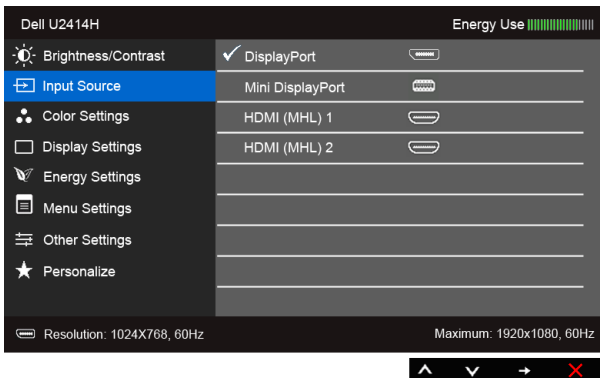 Dell U2414H Energy Use
Brightness/Contrast DisplayPort
Input Source Mini DisplayPort
Color Settings HDMI (MHL) 1
Display Settings HDMI (MHL) 2
Energy Settings
Menu Settings
Other Settings
Personalize
Resolution: 1024X768, 60Hz Maximum: 1920x1080, 60Hz